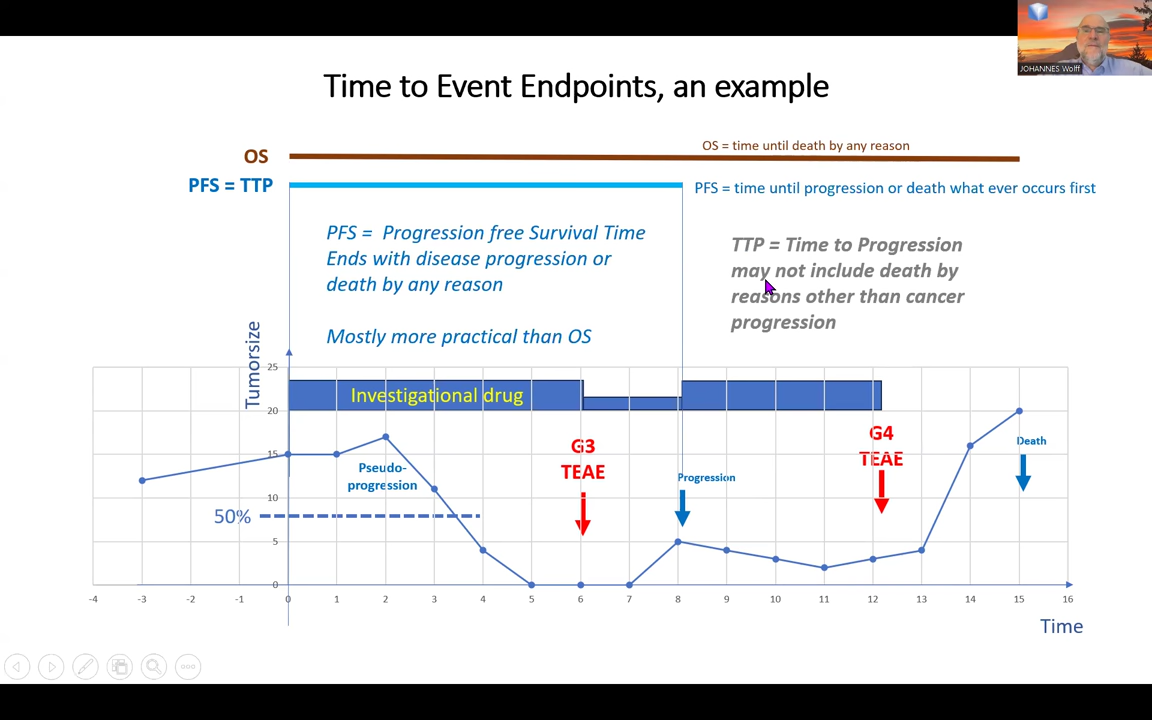 JOHANNES Wolff
Time to Event Endpoints, an example
OS
OS = time until death by any reason
PFS = TTP
PFS = time until progression or death what ever occurs first
PFS = Progression free Survival Time
Ends with disease progression or
death by any reason
Mostly more practical than OS
TTP = Time to Progression
may not include death by
reasons other than cancer
progression
Tumorsize
25
20
15
10
5
0
Investigational drug
G3
TEAE
G4
TEAE
Death
Pseudo-
progression
Progression
50%
-4 -3 -2 -1 0 1 2 3 4 5 6 7 8 9 10 11 12 13 14 15 16
Time